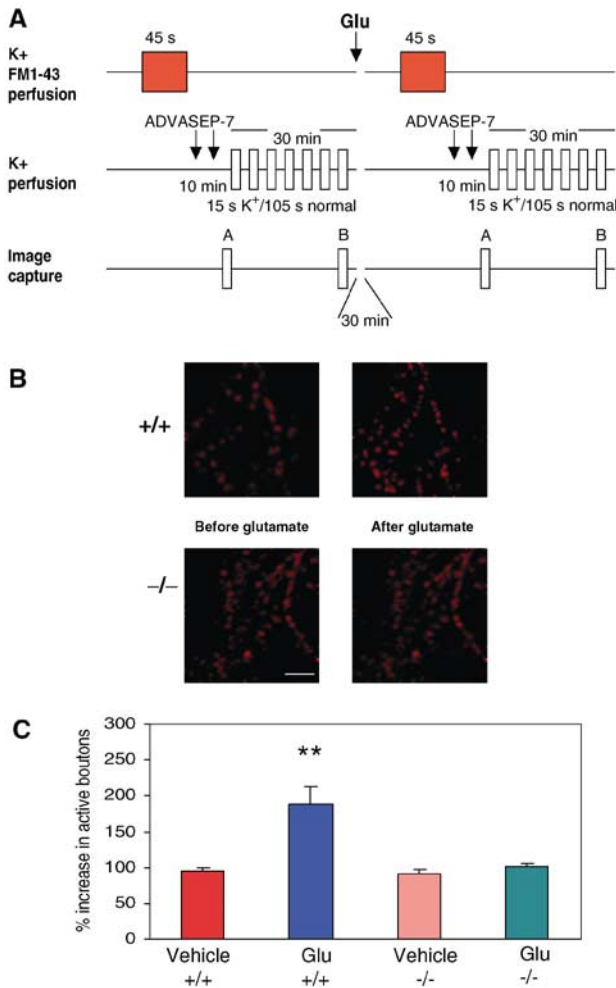 A
Glu
K+
FM1-43
perfusion
45 s
45 s
K+
perfusion
ADVASEP-7
30 min
10 min
15 s K⁺/105 s normal
ADVASEP-7
30 min
10 min
15 s K⁺/105 s normal
Image
capture
A
B
A
B
30 min
B
+/+
Before glutamate
After glutamate
−/−
C
% increase in active boutons
300
250
200
150
100
50
0
**
Vehicle
+/+
Glu
+/+
Vehicle
-/-
Glu
-/-